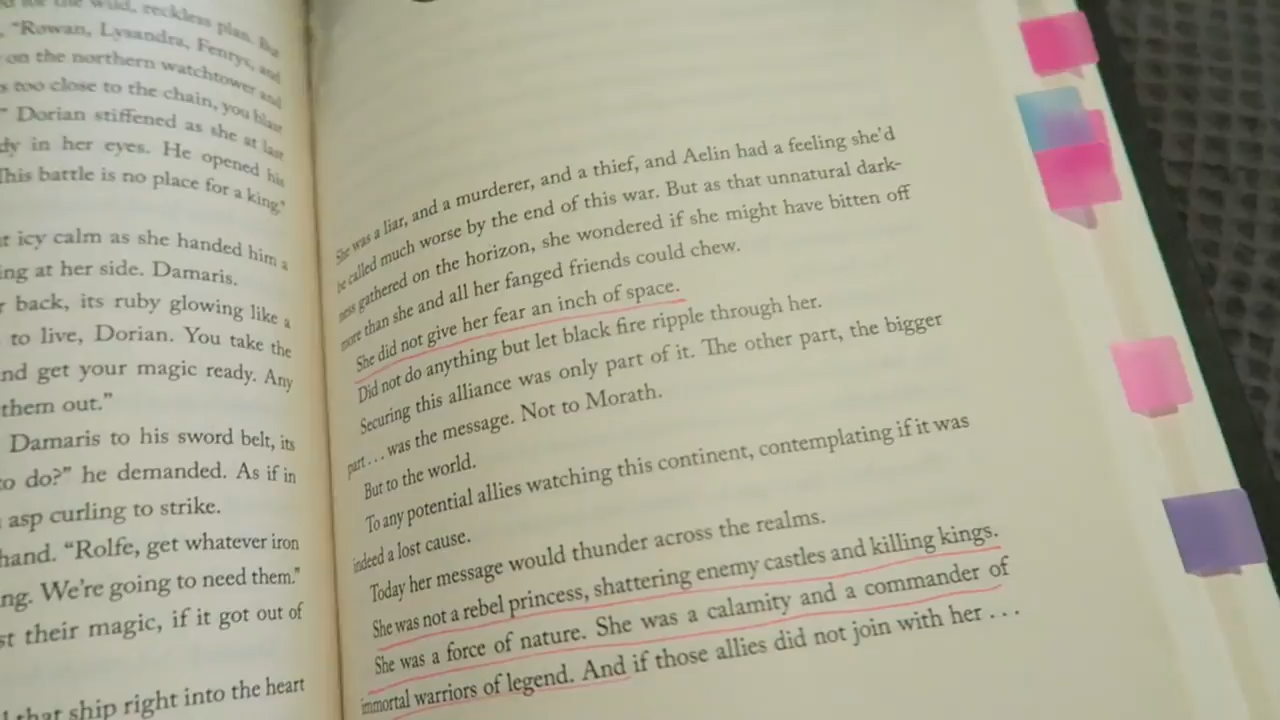 for the wild, reckless plan. But
"Rowan, Lysandra, Fenrys, and
on the northern watchtower and
too close to the chain, you blast
" Dorian stiffened as she at last
dy in her eyes. He opened his
This battle is no place for a king."
t icy calm as she handed him a
ing at her side. Damaris.
r back, its ruby glowing like a
to live, Dorian. You take the
nd get your magic ready. Any
them out."
Damaris to his sword belt, its
to do?" he demanded. As if in
asp curling to strike.
hand. "Rolfe, get whatever iron
ng. We're going to need them."
st their magic, if it got out of
that ship right into the heart
She was a liar, and a murderer, and a thief, and Aelin had a feeling she'd
be called much worse by the end of this war. But as that unnatural dark-
ness gathered on the horizon, she wondered if she might have bitten off
more than she and all her fanged friends could chew.
She did not give her fear an inch of space.
Did not do anything but let black fire ripple through her.
Securing this alliance was only part of it. The other part, the bigger
part . . . was the message. Not to Morath.
But to the world.
To any potential allies watching this continent, contemplating if it was
indeed a lost cause.
Today her message would thunder across the realms.
She was not a rebel princess, shattering enemy castles and killing kings.
She was a force of nature. She was a calamity and a commander of
immortal warriors of legend. And if those allies did not join with her . . .